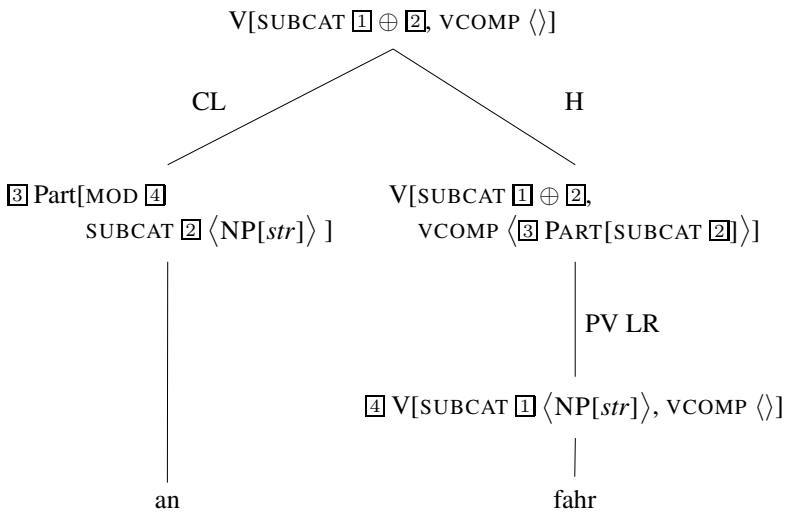 V[SUBCAT 1 ⊕ 2, VCOMP ⟨⟩]
CL
H
3 Part[MOD 4
SUBCAT 2 ⟨NP[str]⟩ ]
V[SUBCAT 1 ⊕ 2,
VCOMP ⟨3 PART[SUBCAT 2]⟩]
PV LR
4 V[SUBCAT 1 ⟨NP[str]⟩, VCOMP ⟨⟩]
an
fahr